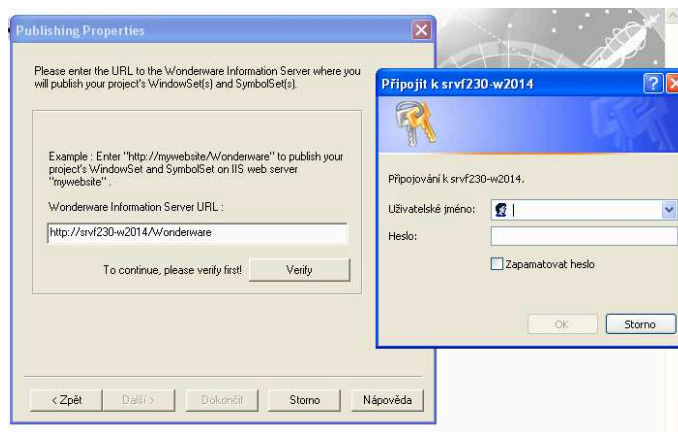 Publishing Properties
Please enter the URL to the Wonderware Information Server where you
will publish your project's WindowSet(s) and SymbolSet(s).
Example : Enter "http://mywebsite/Wonderware" to publish your
project's WindowSet and SymbolSet on IIS web server
"mywebsite" .
Wonderware Information Server URL :
http://srvf230-w2014/Wonderware
To continue, please verify first!
Verify
< Zpět
Další >
Dokončit
Storno
Nápověda
Připojit k srvf230-w2014
Připojování k srvf230-w2014.
Uživatelské jméno:
Heslo:
Zapamatovat heslo
OK
Storno